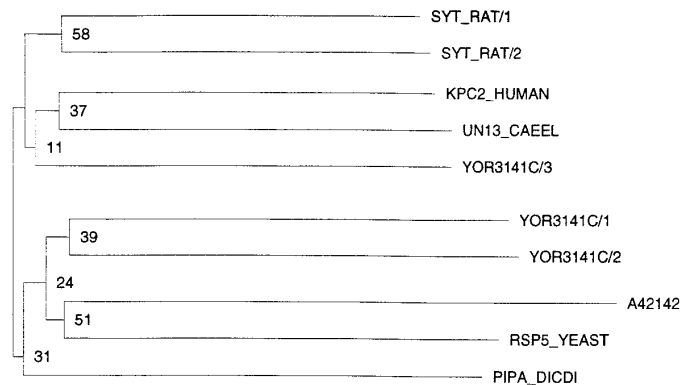 SYT_RAT/1
58
SYT_RAT/2
KPC2_HUMAN
37
UN13_CAEEL
11
YOR3141C/3
YOR3141C/1
39
YOR3141C/2
24
A42142
51
RSP5_YEAST
31
PIPA_DICDI